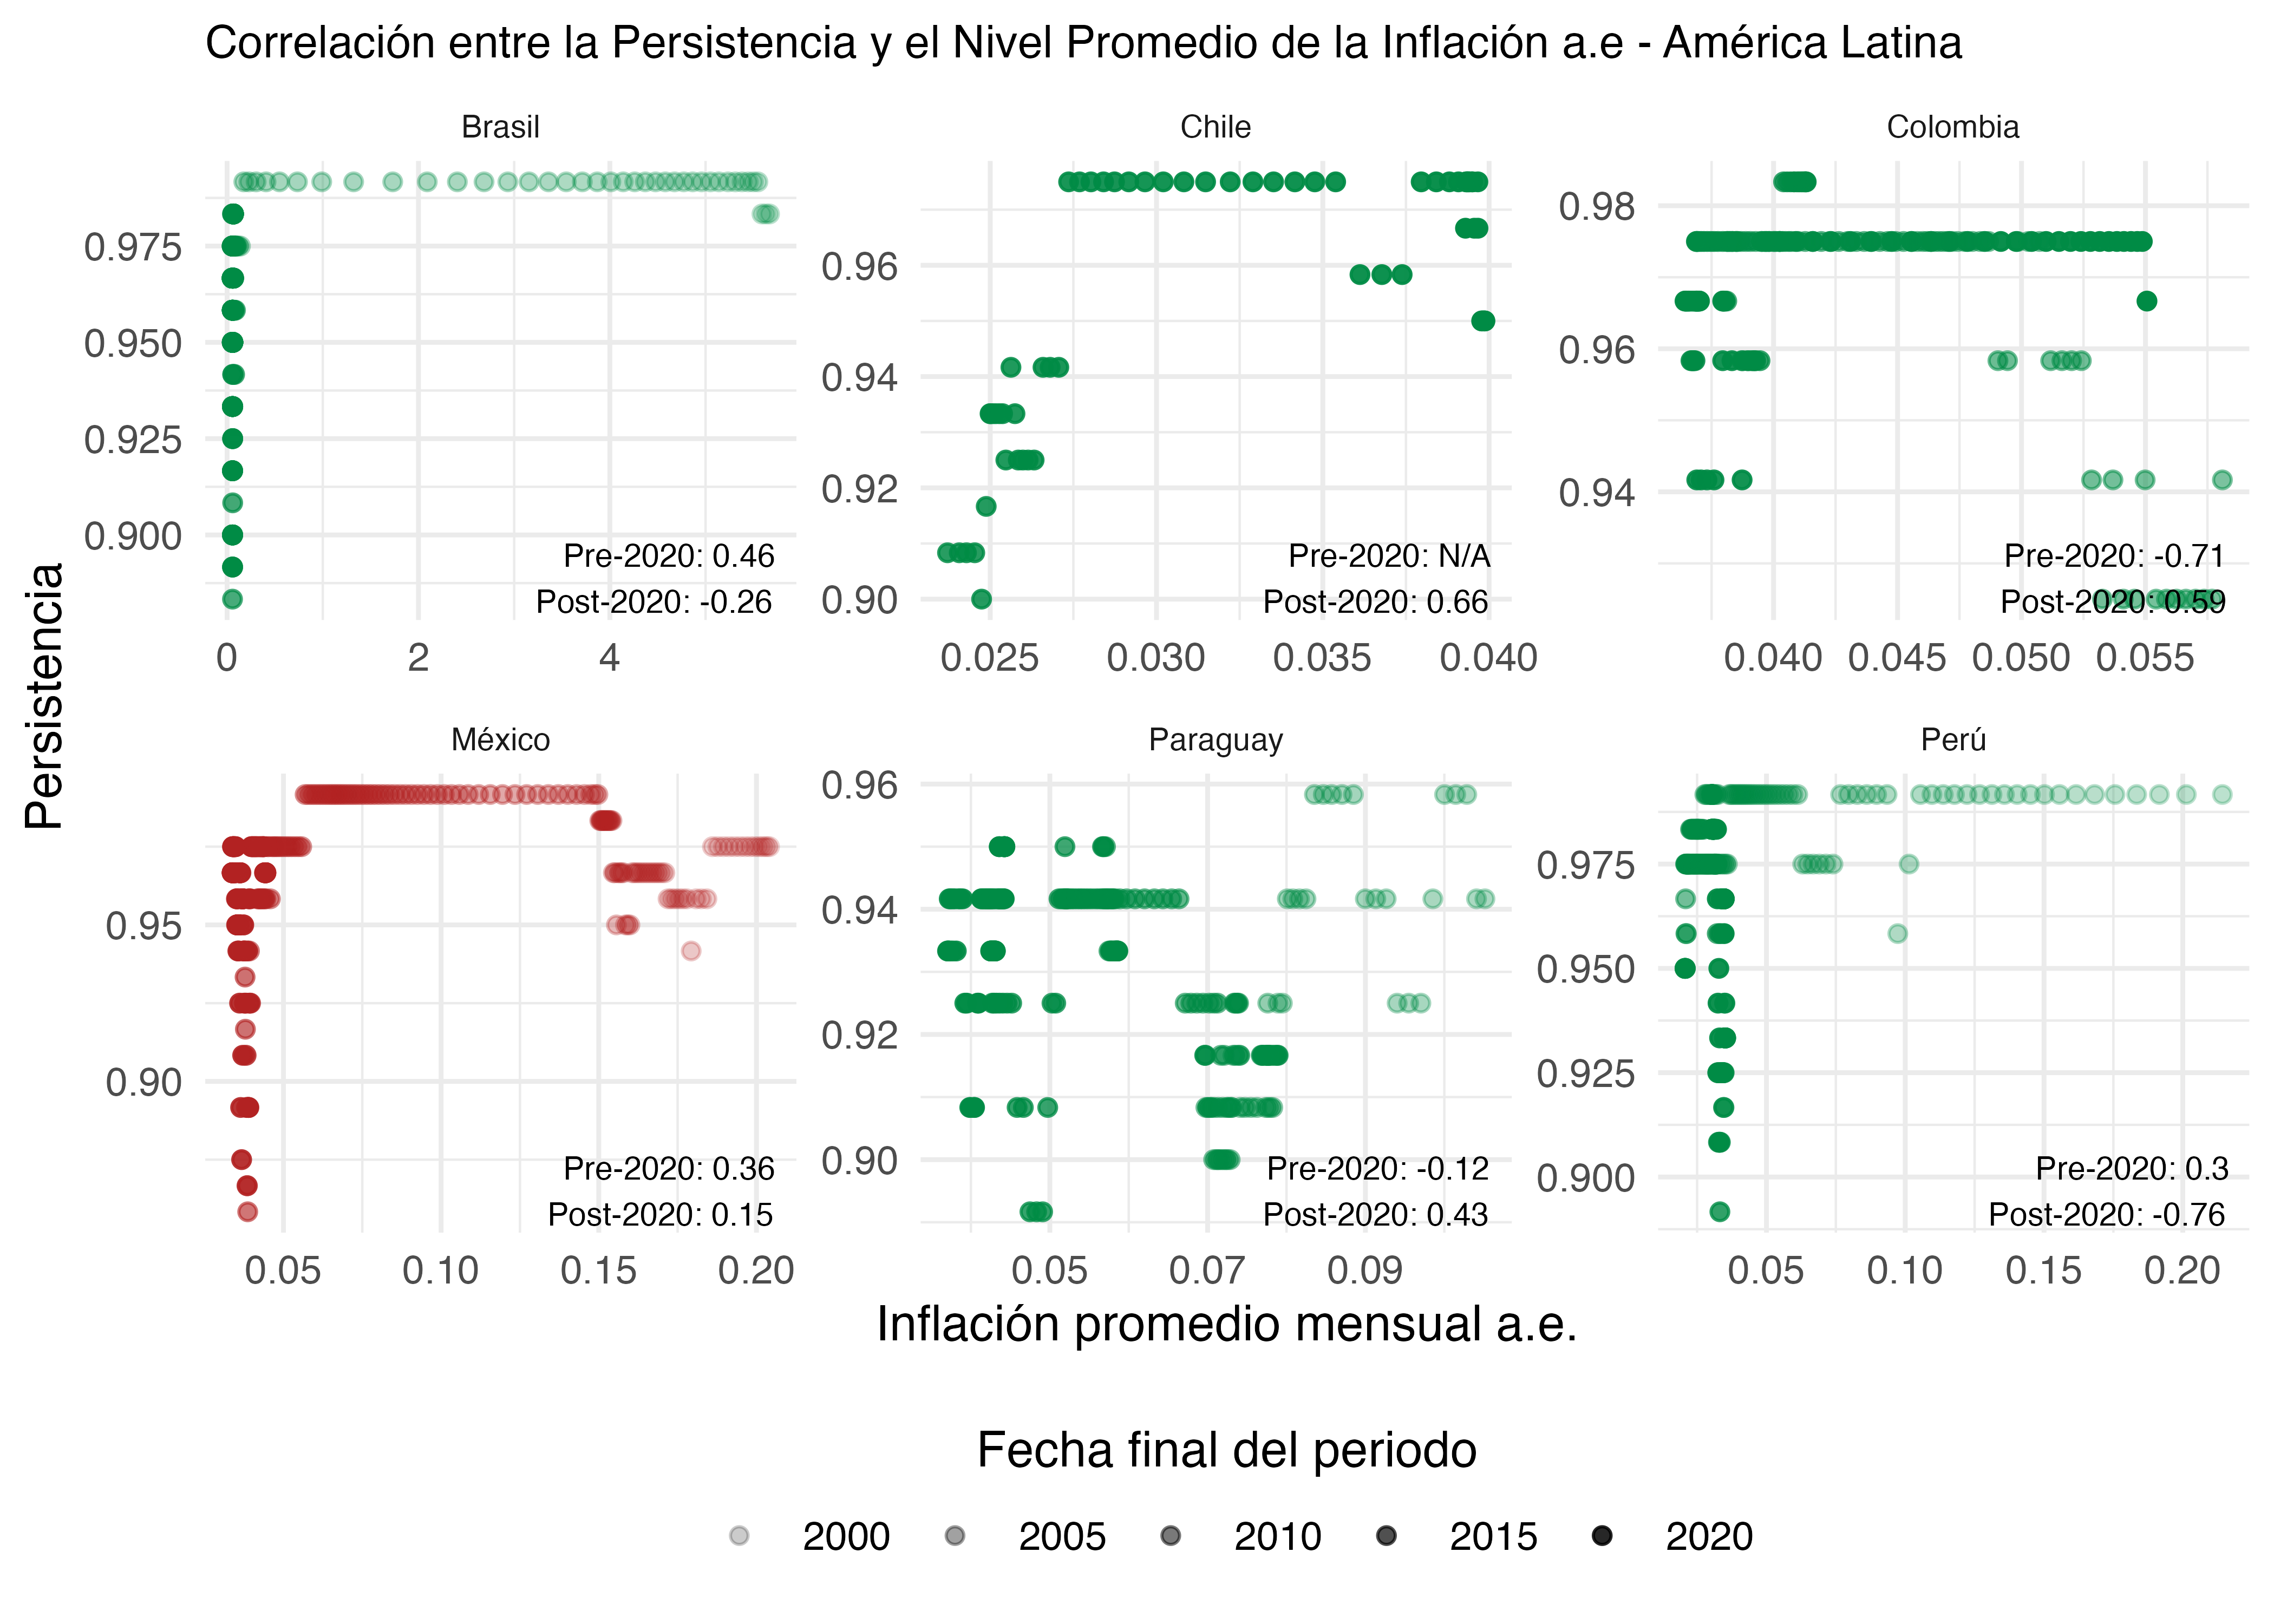 Correlación entre la Persistencia y el Nivel Promedio de la Inflación a.e - América Latina
Persistencia
Brasil
0.975
0.950
0.925
0.900
Pre-2020: 0.46
Post-2020: -0.26
0 2 4
Chile
0.96
0.94
0.92
0.90
Pre-2020: N/A
Post-2020: 0.66
0.025 0.030 0.035 0.040
Colombia
0.98
0.96
0.94
Pre-2020: -0.71
Post-2020: 0.59
0.040 0.045 0.050 0.055
México
0.95
0.90
Pre-2020: 0.36
Post-2020: 0.15
0.05 0.10 0.15 0.20
Paraguay
0.96
0.94
0.92
0.90
Pre-2020: -0.12
Post-2020: 0.43
0.05 0.07 0.09
Perú
0.975
0.950
0.925
0.900
Pre-2020: 0.3
Post-2020: -0.76
0.05 0.10 0.15 0.20
Inflación promedio mensual a.e.
Fecha final del periodo
2000 2005 2010 2015 2020